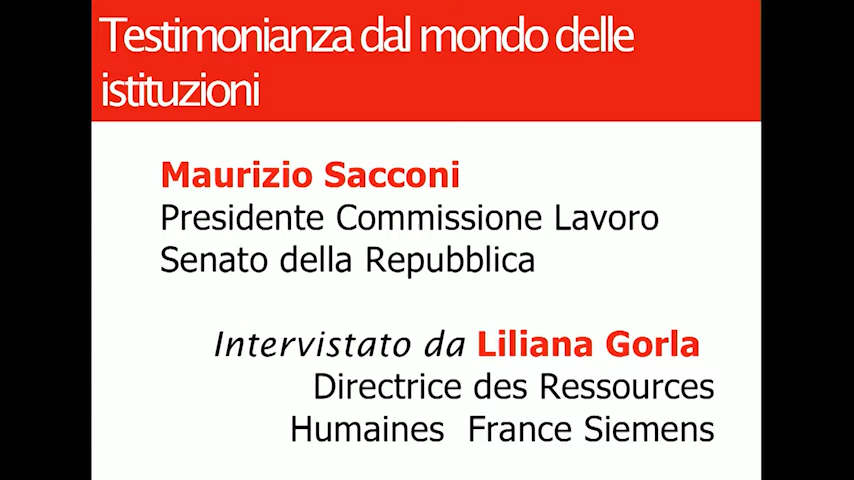 Testimonianza dal mondo delle
istituzioni
Maurizio Sacconi
Presidente Commissione Lavoro
Senato della Repubblica
Intervistato da Liliana Gorla
Directrice des Ressources
Humaines France Siemens